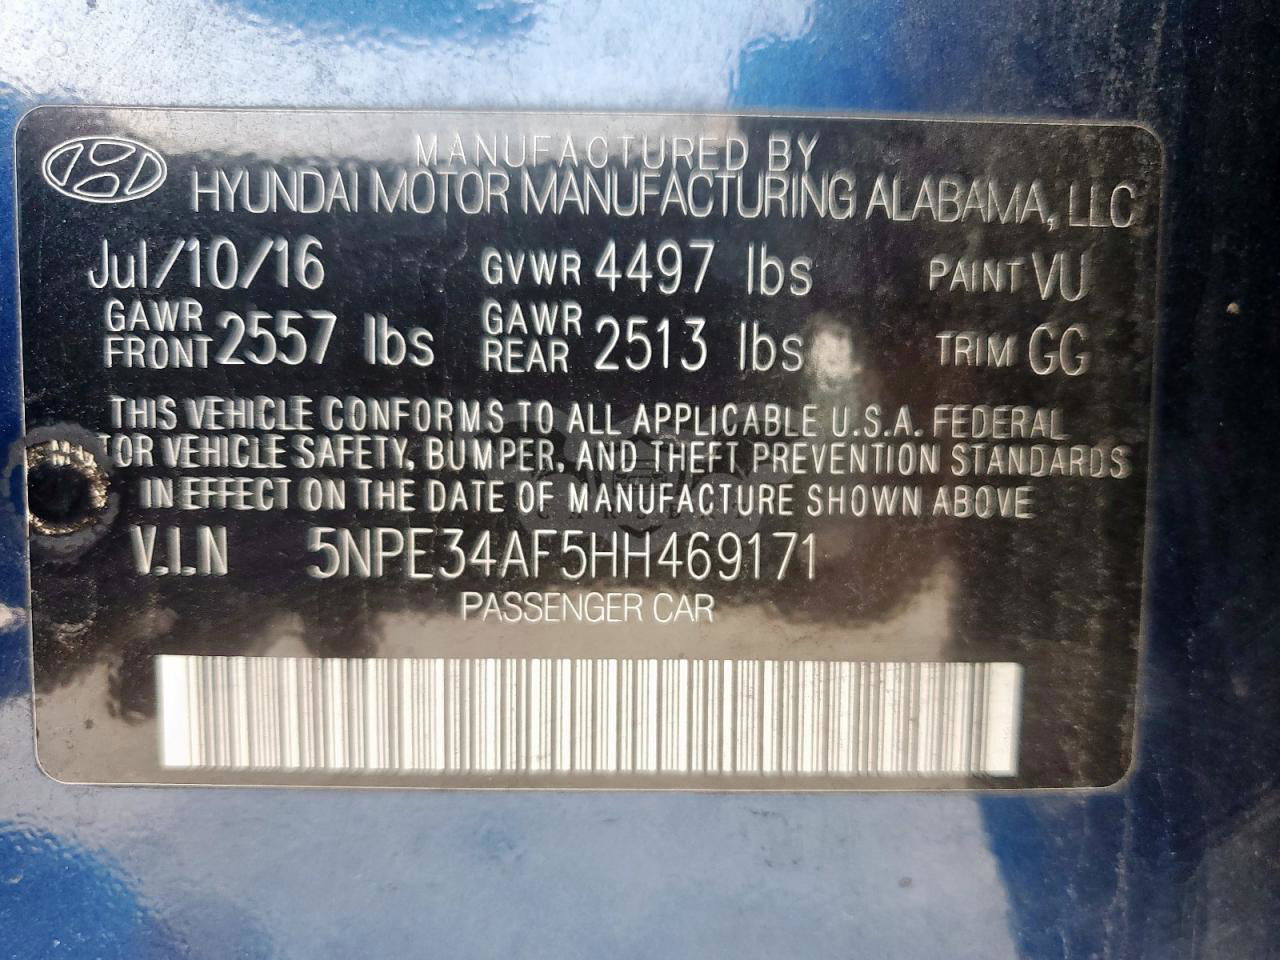 MANUFACTURED BY
HYUNDAI MOTOR MANUFACTURING ALABAMA, LLC
Jul/10/16 GVWR 4497 lbs PAINT VU
GAWR FRONT 2557 lbs GAWR REAR 2513 lbs TRIM GG
THIS VEHICLE CONFORMS TO ALL APPLICABLE U.S.A. FEDERAL
TOR VEHICLE SAFETY, BUMPER, AND THEFT PREVENTION STANDARDS
IN EFFECT ON THE DATE OF MANUFACTURE SHOWN ABOVE
V.I.N 5NPE34AF5HH469171
PASSENGER CAR